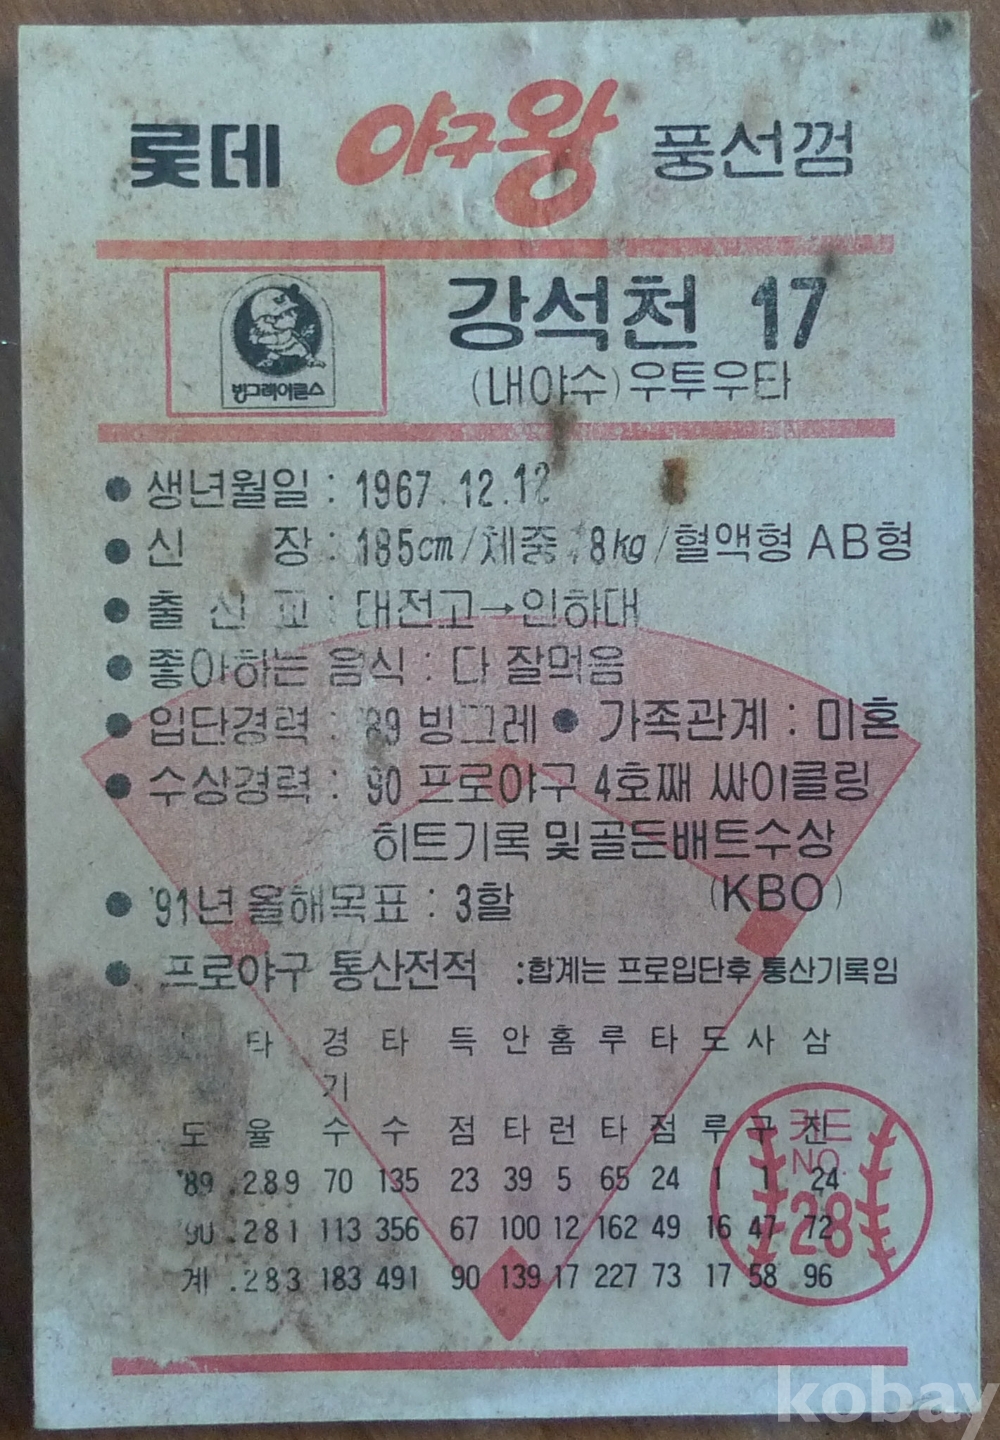 롯데 야구왕 풍선껌
빙그레이글스
강석천 17
(내야수) 우투우타
● 생년월일 : 1967. 12. 12
● 신 장 : 185cm/체중 8kg/혈액형 AB형
● 출 신 교 : 대전고→인하대
● 좋아하는 음식 : 다 잘먹음
● 입단경력 : '89 빙그레 ● 가족관계 : 미혼
● 수상경력 : '90 프로야구 4호째 싸이클링
히트기록 및 골든배트수상
(KBO)
● '91년 올해목표 : 3할
● 프로야구 통산전적 :합계는 프로입단후 통산기록임
타 경 타 득 안 홈 루 타 도 사 삼
기
도 율 수 수 점 타 런 타 점 루 구 진
'89 .289 70 135 23 39 5 65 24 1 1 24
'90 .281 113 356 67 100 12 162 49 16 47 72
계 .283 183 491 90 139 17 227 73 17 58 96
카드
NO.
28
kobay